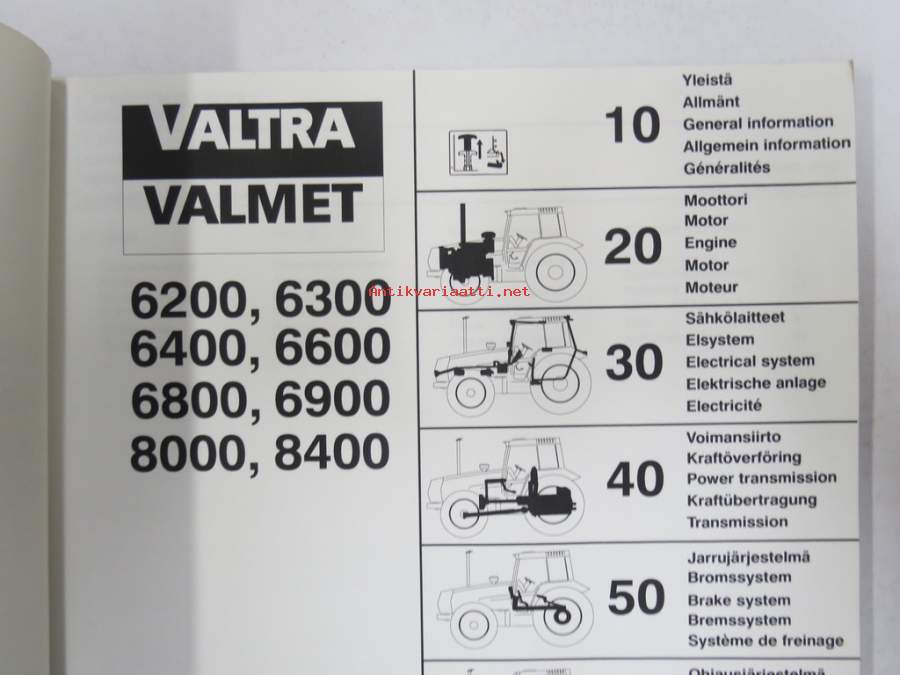 VALTRA
VALMET
6200, 6300
6400, 6600
6800, 6900
8000, 8400
Antikvariaatti.net
10
Yleistä
Allmänt
General information
Allgemein information
Généralités
20
Moottori
Motor
Engine
Motor
Moteur
30
Sähkölaitteet
Elsystem
Electrical system
Elektrische anlage
Electricité
40
Voimansiirto
Kraftöverföring
Power transmission
Kraftübertragung
Transmission
50
Jarrujärjestelmä
Bromssystem
Brake system
Bremssystem
Système de freinage
Ohjausjärjestelmä